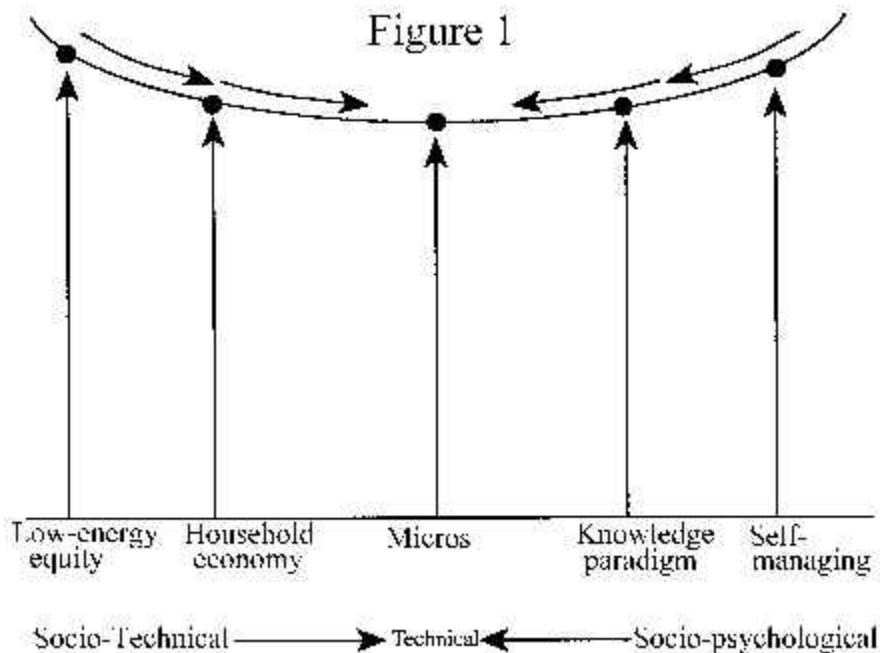 Figure 1
Low-energy equity
Household economy
Micros
Knowledge paradigm
Self-managing
Socio-Technical
Technical
Socio-psychological